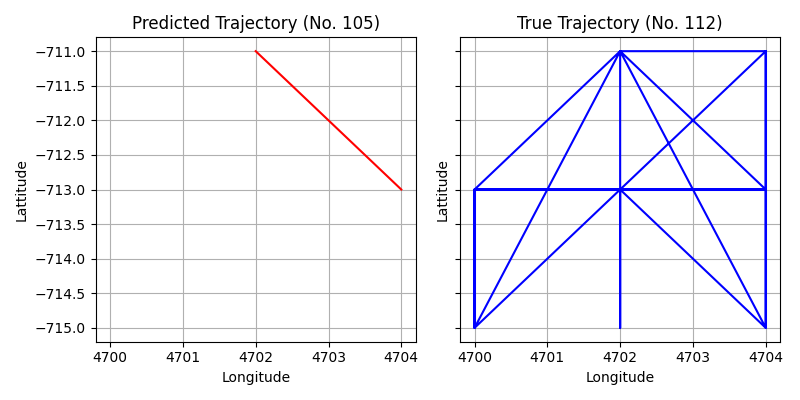 Predicted Trajectory (No. 105)
True Trajectory (No. 112)
−711.0
−711.5
−712.0
−712.5
−713.0
−713.5
−714.0
−714.5
−715.0
Lattitude
Lattitude
4700 4701 4702 4703 4704
4700 4701 4702 4703 4704
Longitude
Longitude